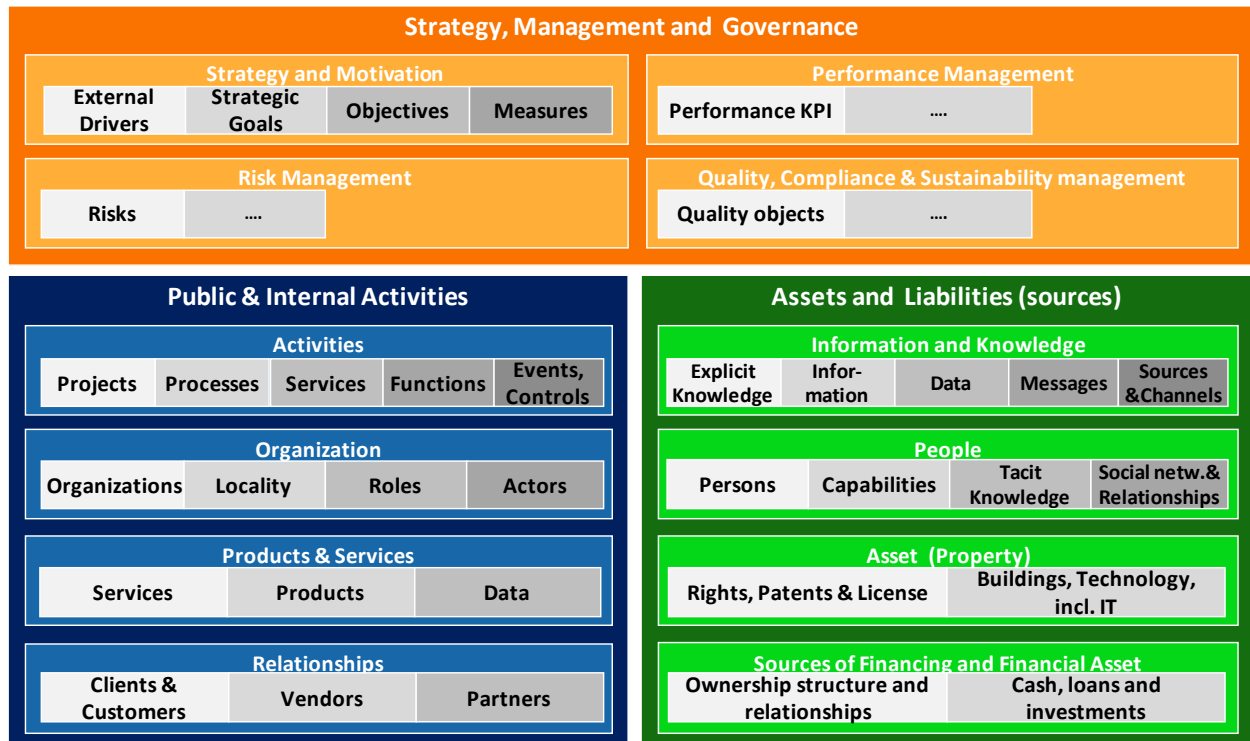 Strategy, Management and Governance
Strategy and Motivation
External
Drivers
Strategic
Goals
Objectives
Measures
Performance Management
Performance KPI
....
Risk Management
Risks
....
Quality, Compliance & Sustainability management
Quality objects
....
Public & Internal Activities
Activities
Projects
Processes
Services
Functions
Events,
Controls
Organization
Organizations
Locality
Roles
Actors
Products & Services
Services
Products
Data
Relationships
Clients &
Customers
Vendors
Partners
Assets and Liabilities (sources)
Information and Knowledge
Explicit
Knowledge
Infor-
mation
Data
Messages
Sources
&Channels
People
Persons
Capabilities
Tacit
Knowledge
Social netw.&
Relationships
Asset (Property)
Rights, Patents & License
Buildings, Technology,
incl. IT
Sources of Financing and Financial Asset
Ownership structure and
relationships
Cash, loans and
investments